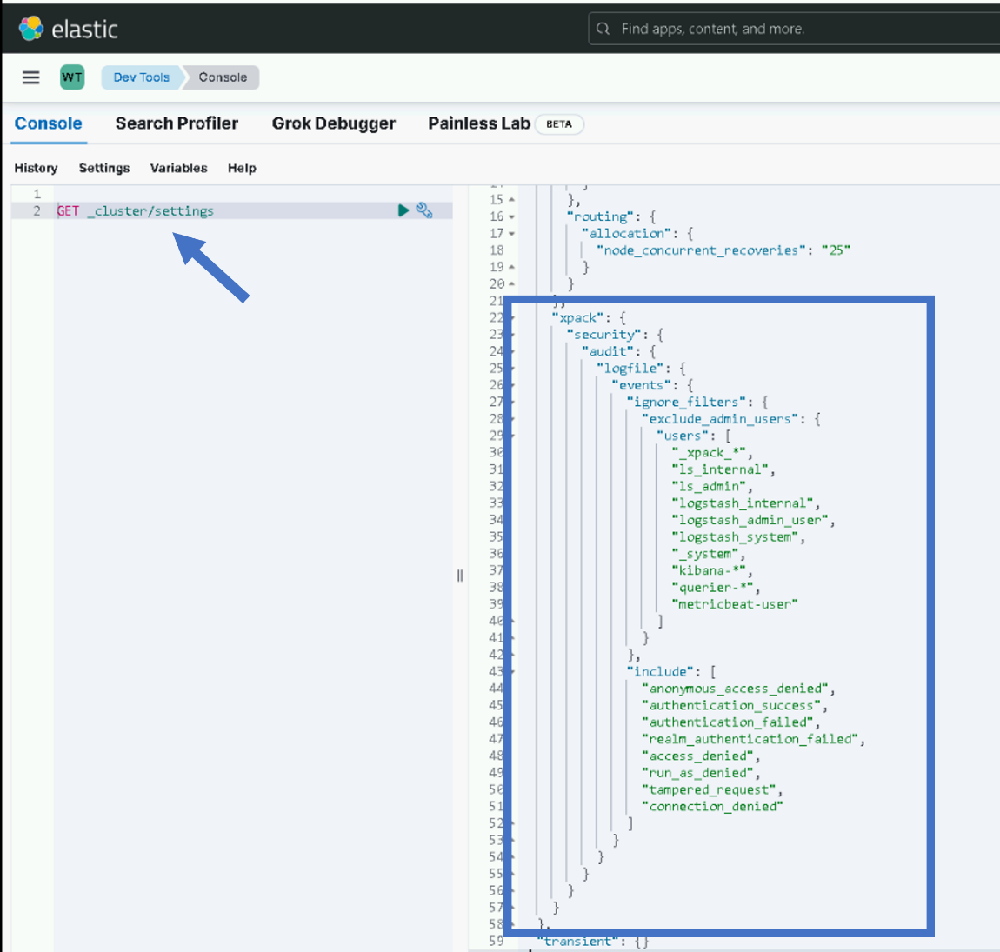 elastic
Find apps, content, and more.
WT
Dev Tools
Console
Console
Search Profiler
Grok Debugger
Painless Lab
BETA
History
Settings
Variables
Help
1
2
GET _cluster/settings
}
15
},
16
"routing": {
17
"allocation": {
18
"node_concurrent_recoveries": "25"
19
}
20
}
21
},
22
"xpack": {
23
"security": {
24
"audit": {
25
"logfile": {
26
"events": {
27
"ignore_filters": {
28
"exclude_admin_users": {
29
"users": [
30
"_xpack_*",
31
"ls_internal",
32
"ls_admin",
33
"logstash_internal",
34
"logstash_admin_user",
35
"logstash_system",
36
"_system",
37
"kibana-*",
38
"querier-*",
39
"metricbeat-user"
40
]
41
}
42
},
43
"include": [
44
"anonymous_access_denied",
45
"authentication_success",
46
"authentication_failed",
47
"realm_authentication_failed",
48
"access_denied",
49
"run_as_denied",
50
"tampered_request",
51
"connection_denied"
52
]
53
}
54
}
55
}
56
}
57
}
58
},
59
"transient": {}